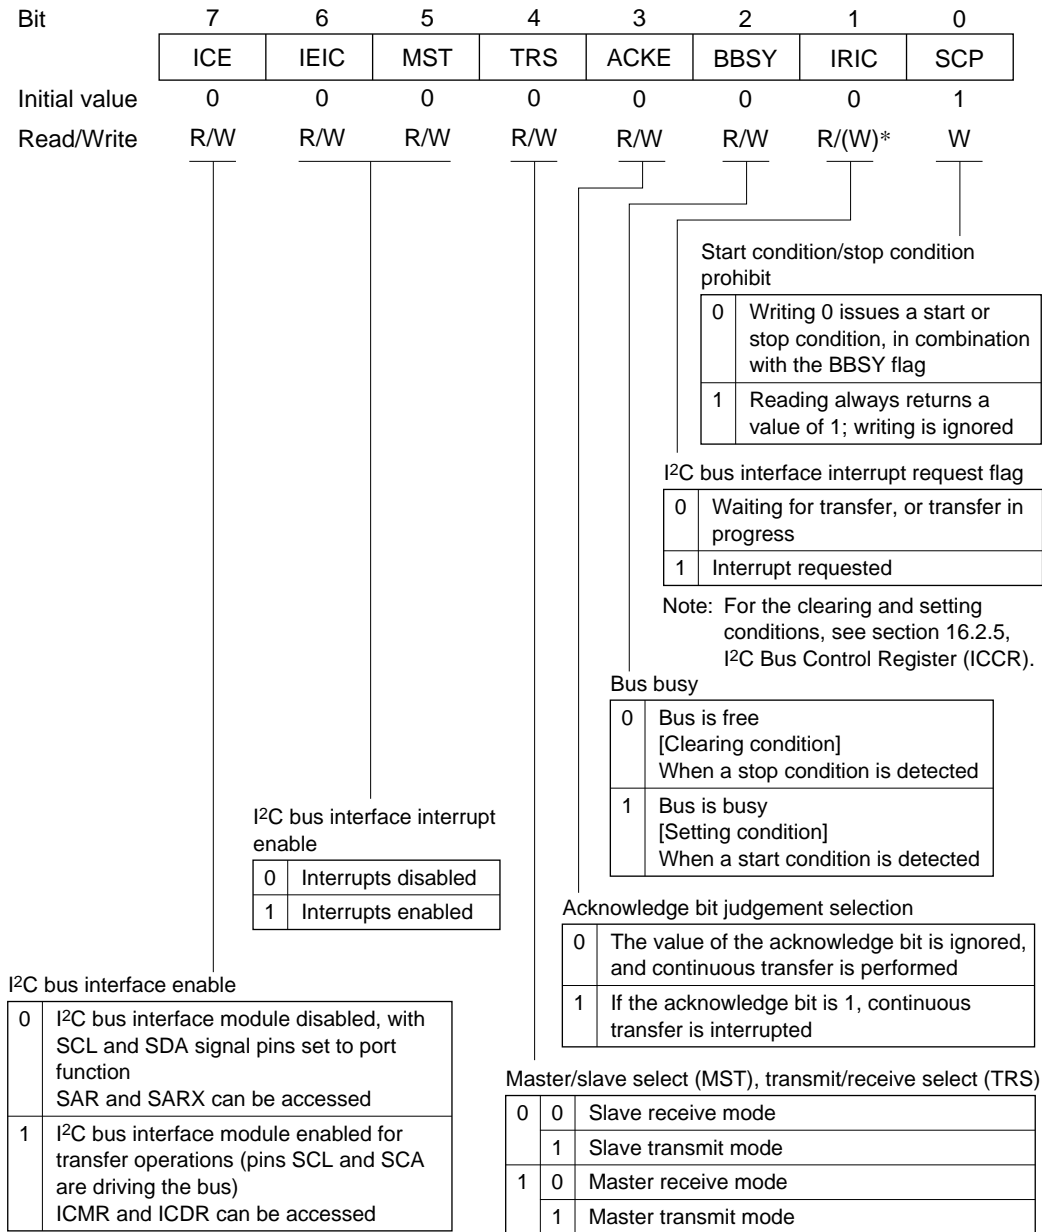 Bit 7 6 5 4 3 2 1 0
ICE IEIC MST TRS ACKE BBSY IRIC SCP
Initial value 0 0 0 0 0 0 0 1
Read/Write R/W R/W R/W R/W R/W R/W R/(W)* W
Start condition/stop condition
prohibit
0 Writing 0 issues a start or
stop condition, in combination
with the BBSY flag
1 Reading always returns a
value of 1; writing is ignored
I2C bus interface interrupt request flag
0 Waiting for transfer, or transfer in
progress
1 Interrupt requested
Note: For the clearing and setting
conditions, see section 16.2.5,
I2C Bus Control Register (ICCR).
Bus busy
0 Bus is free
[Clearing condition]
When a stop condition is detected
1 Bus is busy
[Setting condition]
When a start condition is detected
I2C bus interface interrupt
enable
0 Interrupts disabled
1 Interrupts enabled
Acknowledge bit judgement selection
0 The value of the acknowledge bit is ignored,
and continuous transfer is performed
1 If the acknowledge bit is 1, continuous
transfer is interrupted
I2C bus interface enable
0 I2C bus interface module disabled, with
SCL and SDA signal pins set to port
function
SAR and SARX can be accessed
1 I2C bus interface module enabled for
transfer operations (pins SCL and SCA
are driving the bus)
ICMR and ICDR can be accessed
Master/slave select (MST), transmit/receive select (TRS)
0 0 Slave receive mode
1 Slave transmit mode
1 0 Master receive mode
1 Master transmit mode